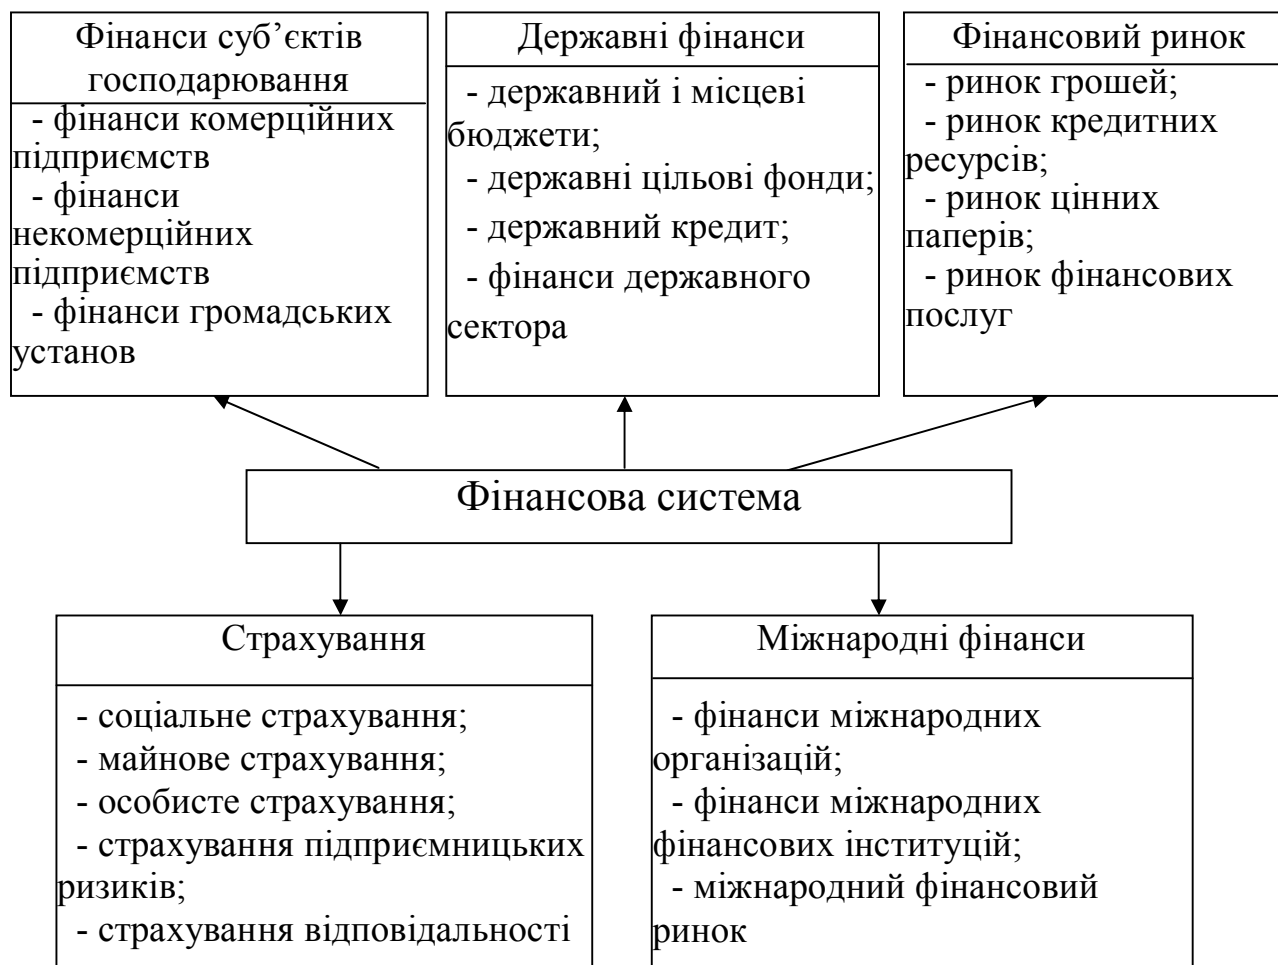 Фінанси суб’єктів
господарювання
- фінанси комерційних
підприємств
- фінанси
некомерційних
підприємств
- фінанси громадських
установ
Державні фінанси
- державний і місцеві
бюджети;
- державні цільові фонди;
- державний кредит;
- фінанси державного
сектора
Фінансовий ринок
- ринок грошей;
- ринок кредитних
ресурсів;
- ринок цінних
паперів;
- ринок фінансових
послуг
Фінансова система
Страхування
- соціальне страхування;
- майнове страхування;
- особисте страхування;
- страхування підприємницьких
ризиків;
- страхування відповідальності
Міжнародні фінанси
- фінанси міжнародних
організацій;
- фінанси міжнародних
фінансових інституцій;
- міжнародний фінансовий
ринок